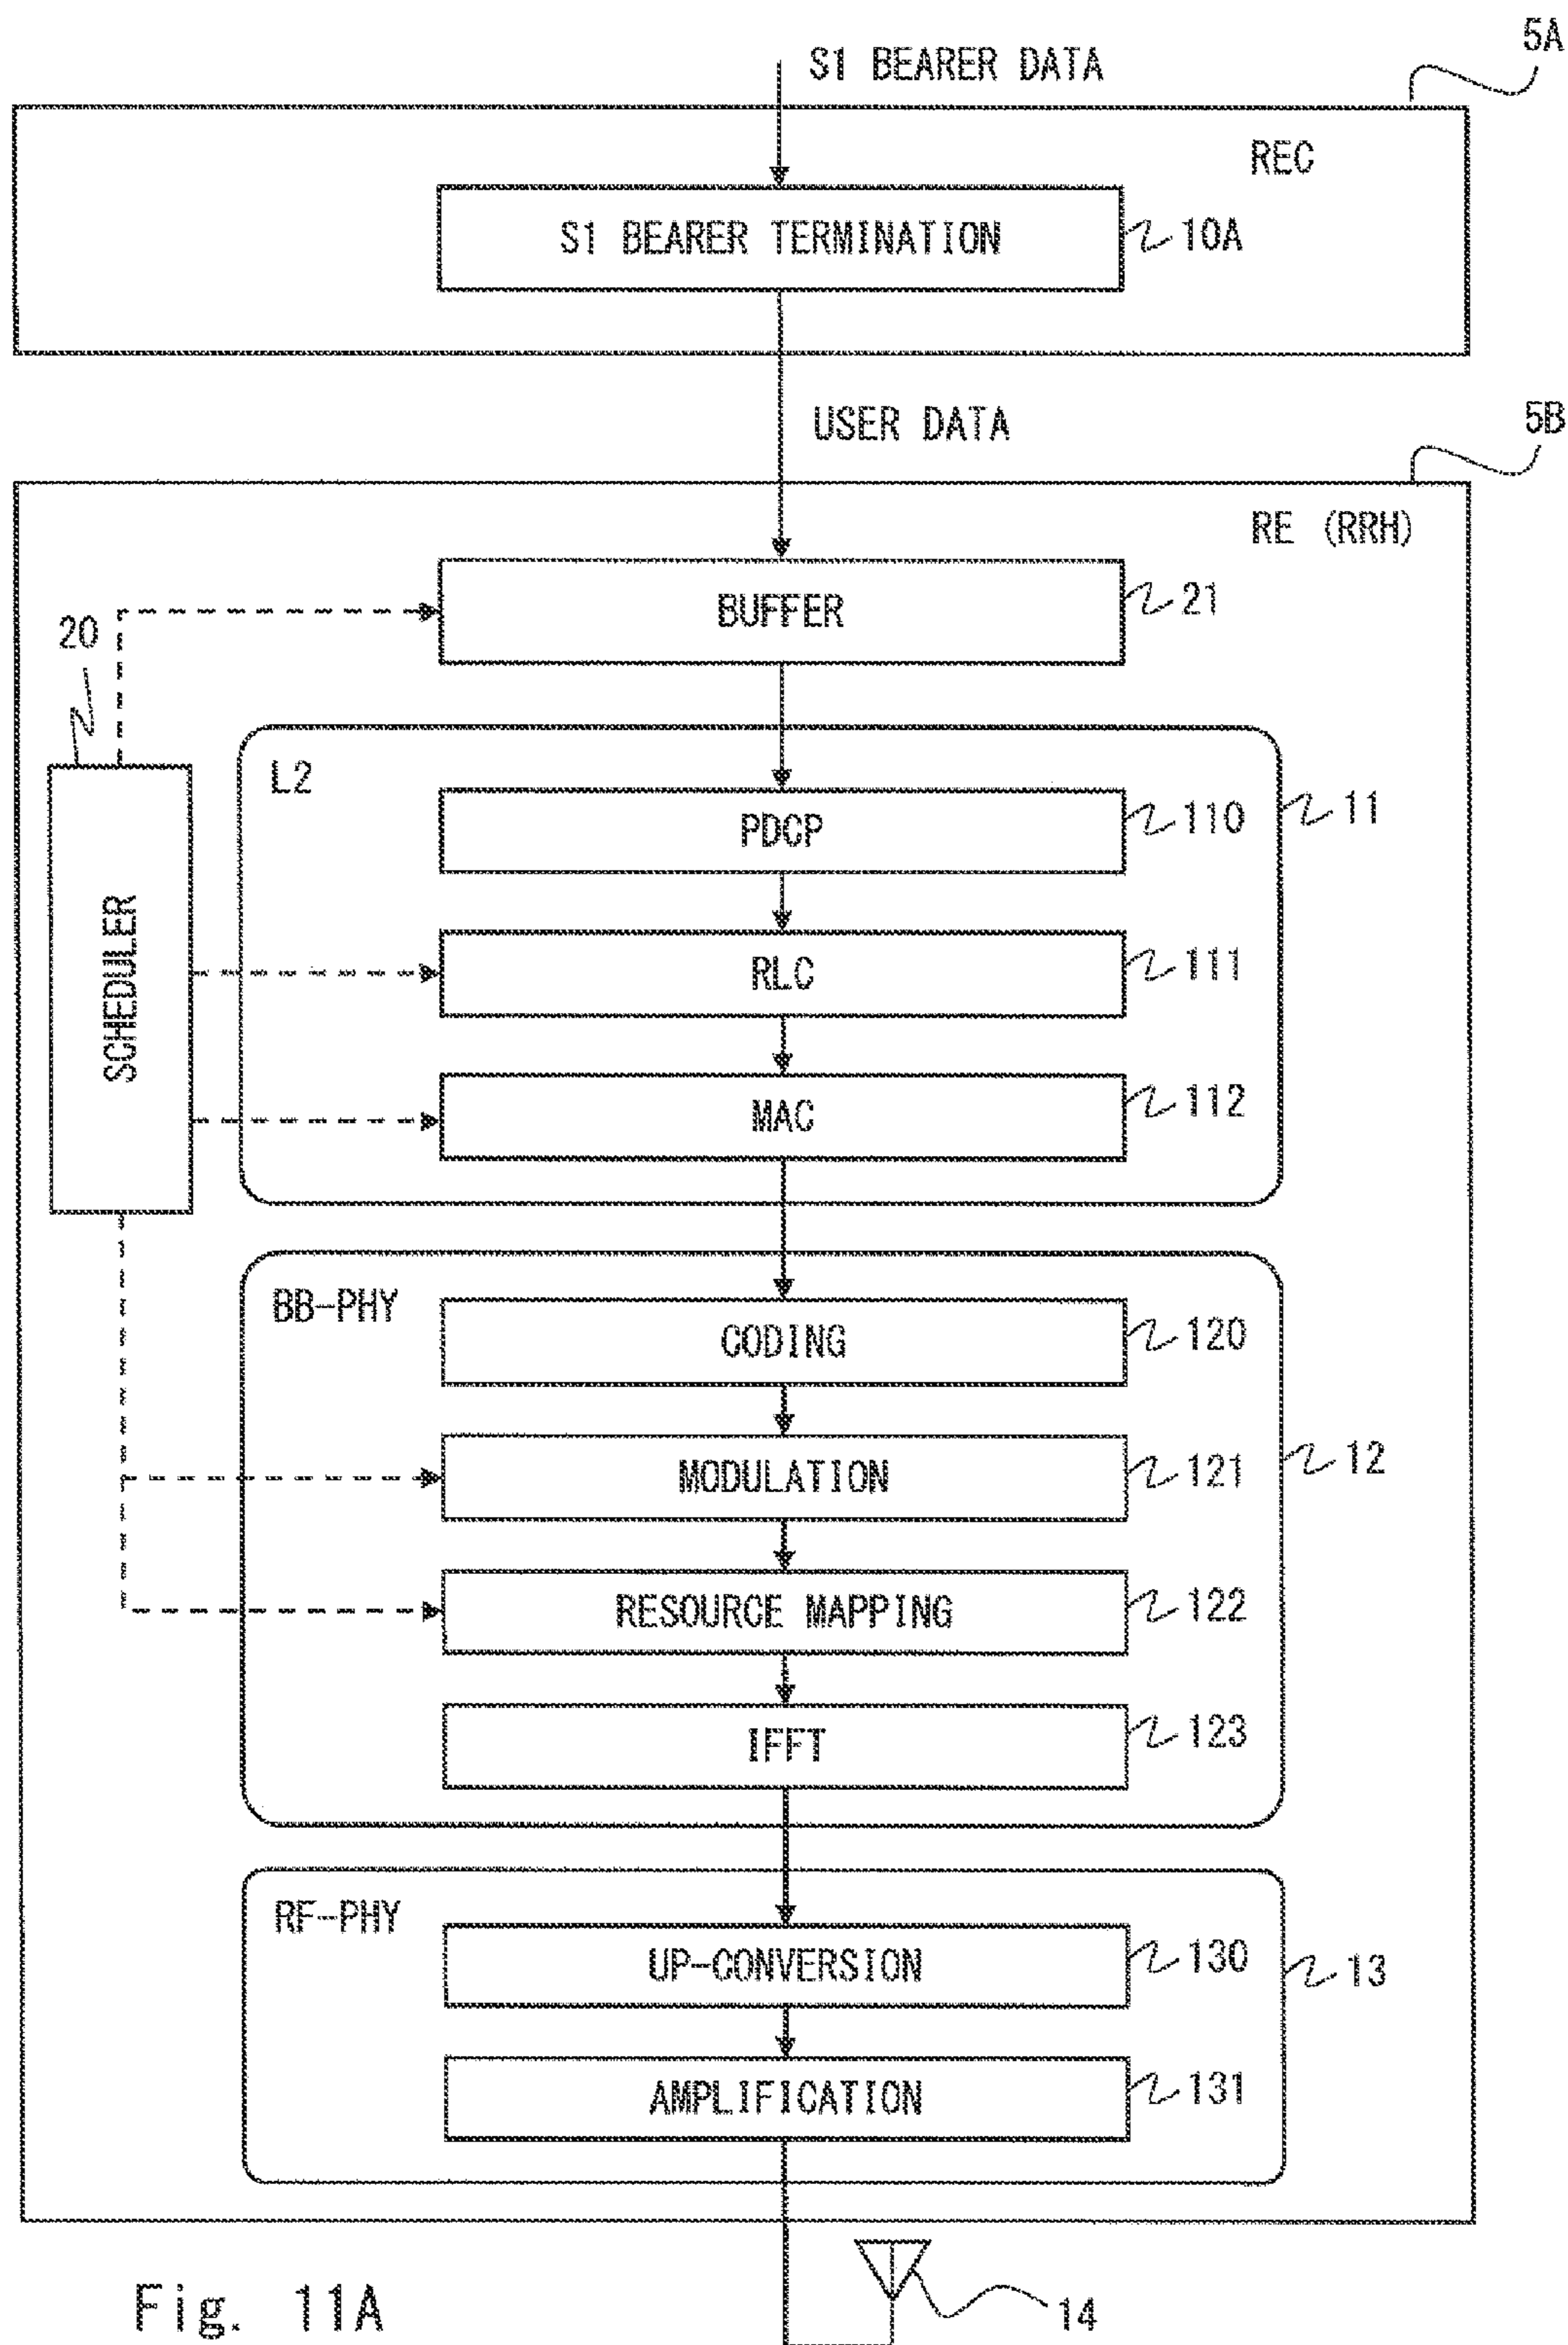 5A
S1 BEARER DATA
REC
S1 BEARER TERMINATION
10A
USER DATA
5B
RE (RRH)
BUFFER
21
20
SCHEDULER
L2
11
PDCP
110
RLC
111
MAC
112
BB-PHY
12
CODING
120
MODULATION
121
RESOURCE MAPPING
122
IFFT
123
RF-PHY
13
UP-CONVERSION
130
AMPLIFICATION
131
14
Fig. 11A